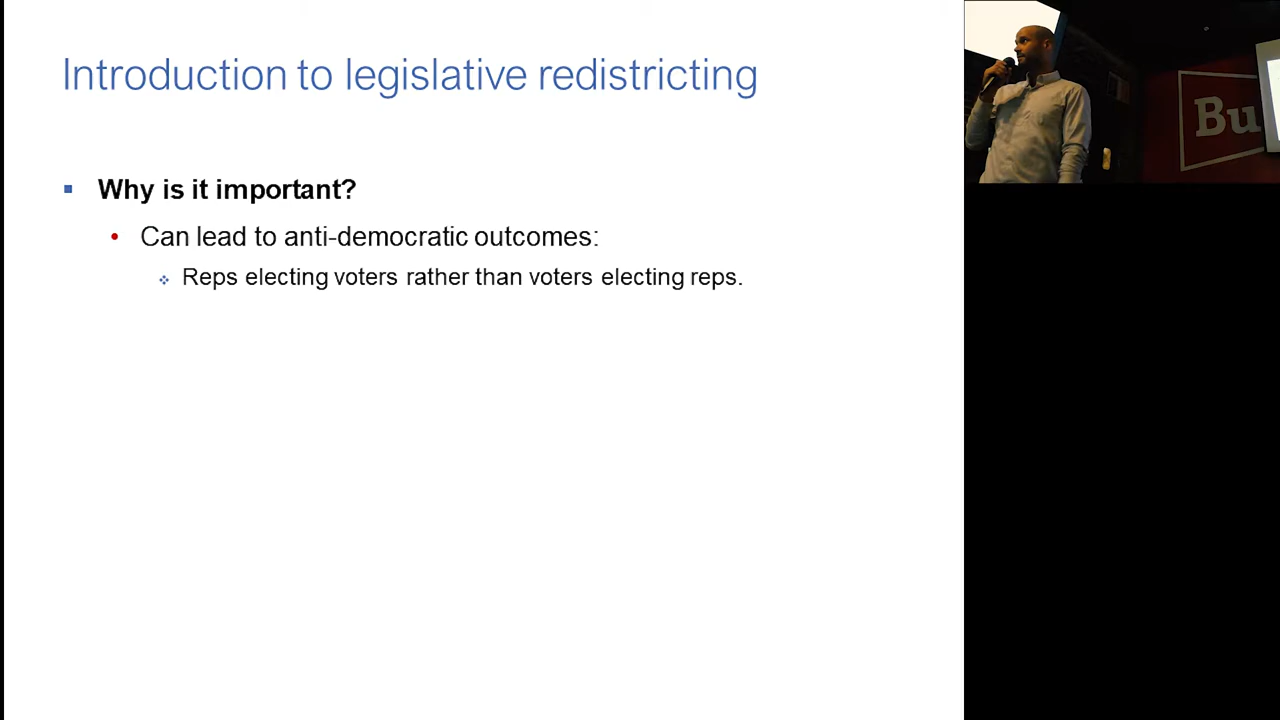 Introduction to legislative redistricting
Why is it important?
Can lead to anti-democratic outcomes:
Reps electing voters rather than voters electing reps.
Bu